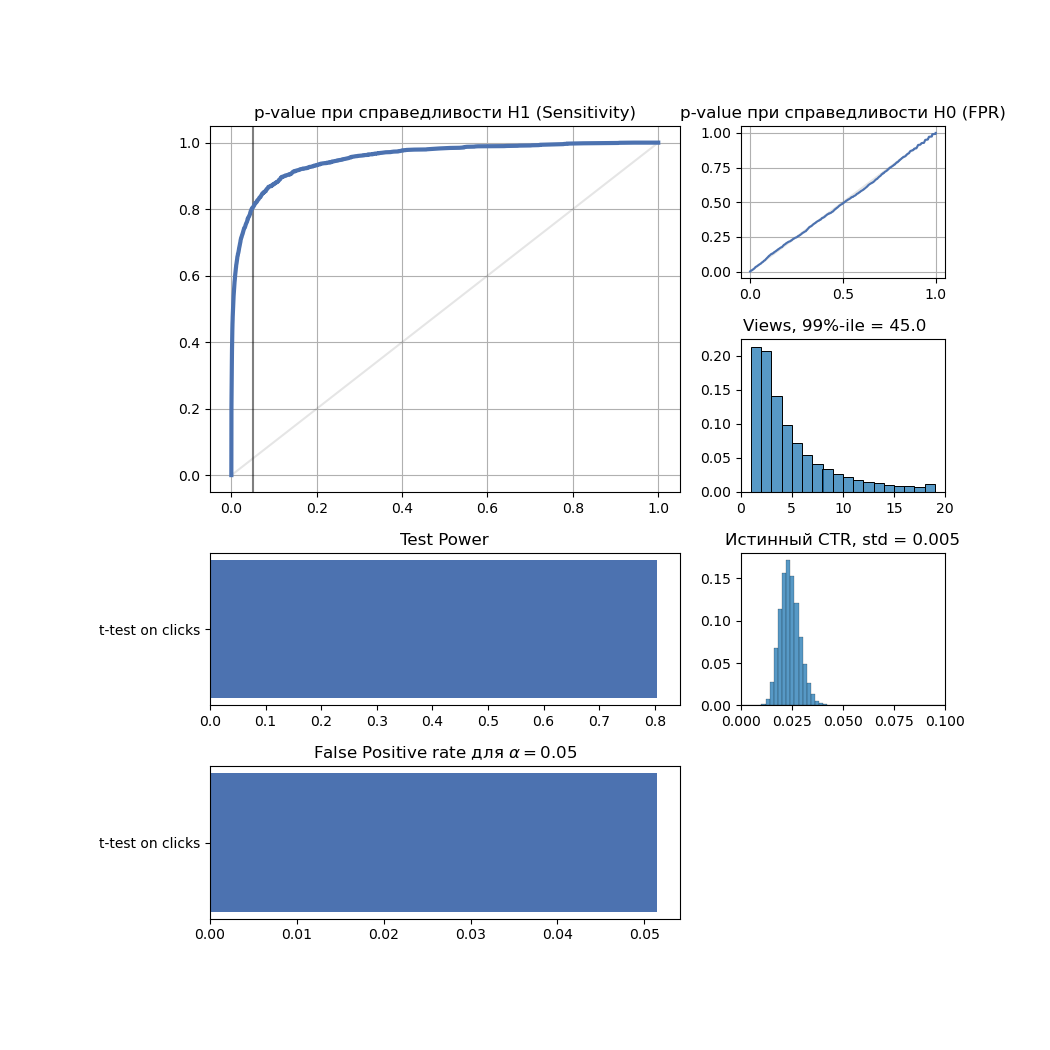 p-value при справедливости H1 (Sensitivity)
1.0
0.8
0.6
0.4
0.2
0.0
0.0 0.2 0.4 0.6 0.8 1.0
p-value при справедливости H0 (FPR)
1.00
0.75
0.50
0.25
0.00
0.0 0.5 1.0
Views, 99%-ile = 45.0
0.20
0.15
0.10
0.05
0.00
0 5 10 15 20
Test Power
t-test on clicks
0.0 0.1 0.2 0.3 0.4 0.5 0.6 0.7 0.8
Истинный CTR, std = 0.005
0.15
0.10
0.05
0.00
0.000 0.025 0.050 0.075 0.100
False Positive rate для α = 0.05
t-test on clicks
0.00 0.01 0.02 0.03 0.04 0.05